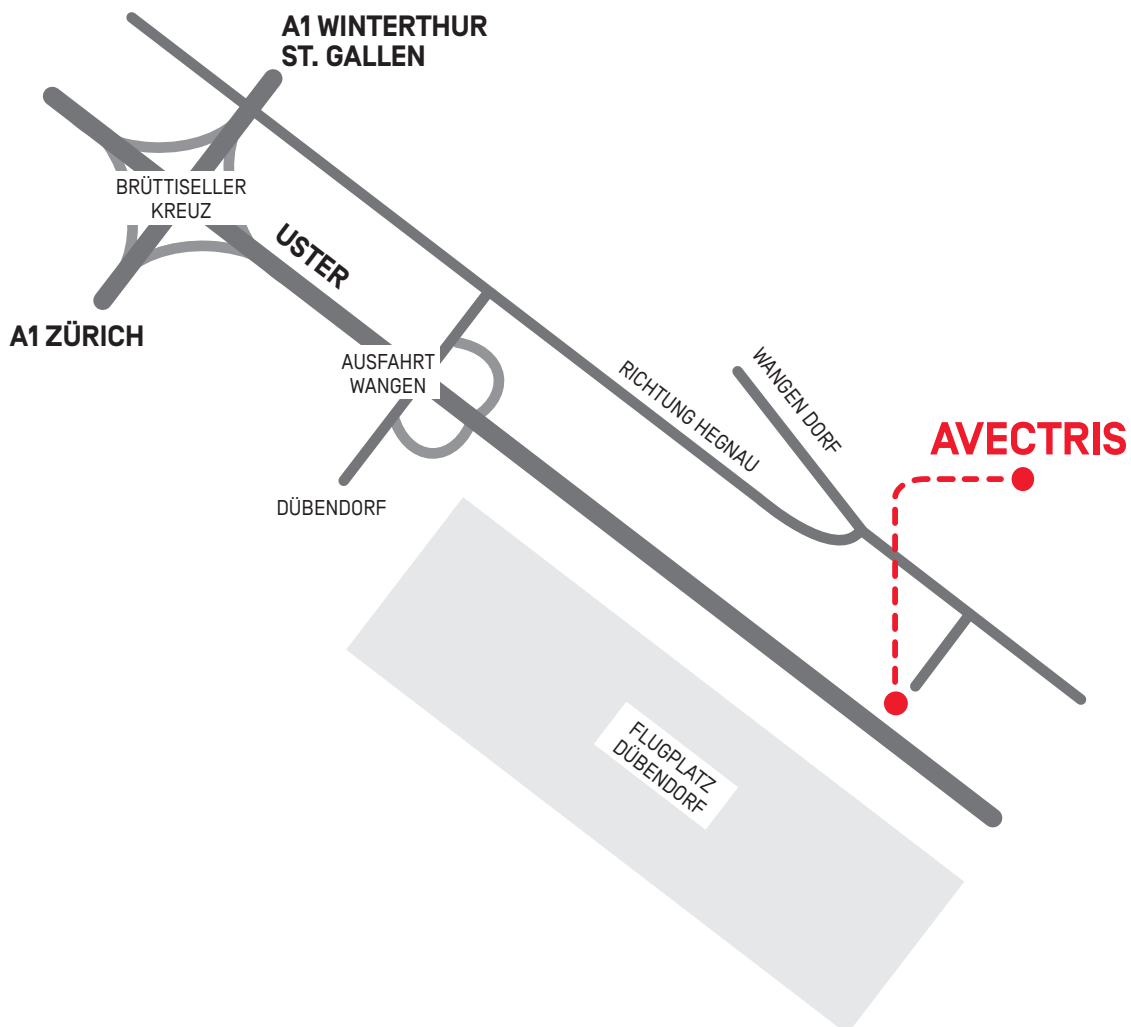 A1 WINTERTHUR
ST. GALLEN
BRÜTTISELLER
KREUZ
USTER
A1 ZÜRICH
AUSFAHRT
WANGEN
RICHTUNG HEGNAU
WANGEN DORF
AVECTRIS
DÜBENDORF
FLUGPLATZ
DÜBENDORF